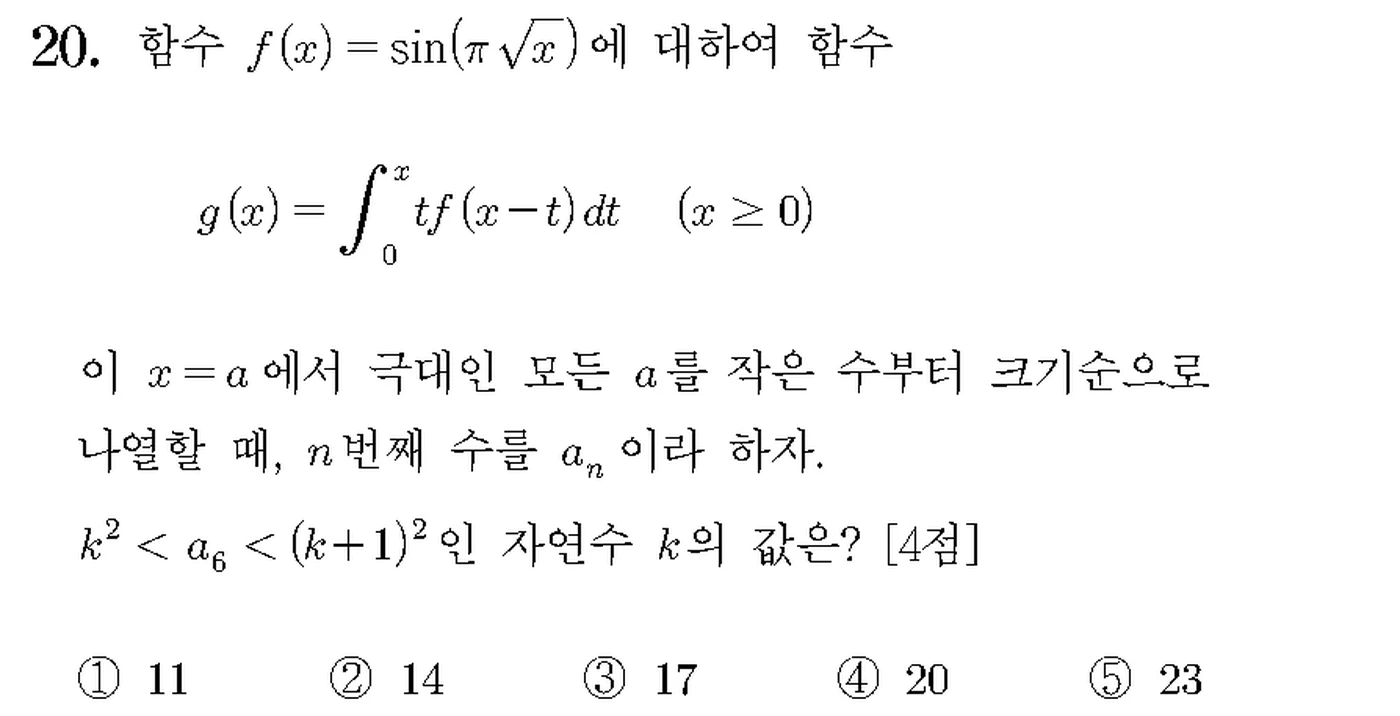 20. 함수 f(x) = sin(π√x)에 대하여 함수
g(x) = ∫₀ˣ tf(x−t)dt (x ≥ 0)
이 x = a에서 극대인 모든 a를 작은 수부터 크기순으로
나열할 때, n번째 수를 aₙ이라 하자.
k² < a₆ < (k+1)²인 자연수 k의 값은? [4점]
① 11 ② 14 ③ 17 ④ 20 ⑤ 23